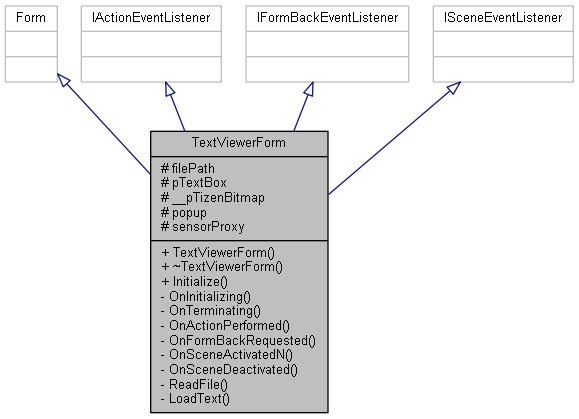 Form
IActionEventListener
IFormBackEventListener
ISceneEventListener
TextViewerForm
# filePath
# pTextBox
# __pTizenBitmap
# popup
# sensorProxy
+ TextViewerForm()
+ ~TextViewerForm()
+ Initialize()
- OnInitializing()
- OnTerminating()
- OnActionPerformed()
- OnFormBackRequested()
- OnSceneActivatedN()
- OnSceneDeactivated()
- ReadFile()
- LoadText()